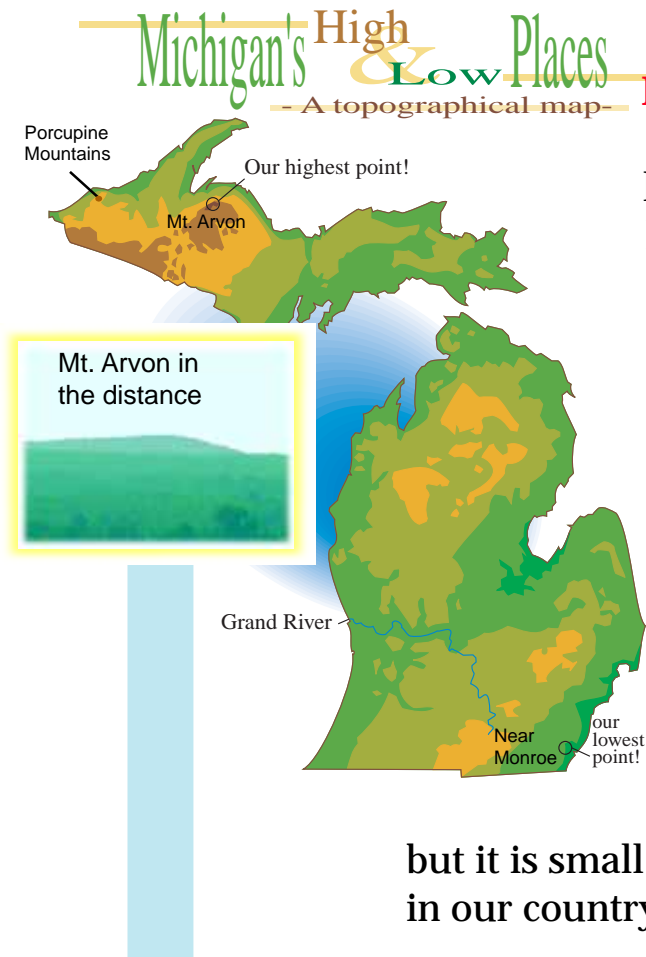 Michigan's High & Low Places
- A topographical map-
Porcupine
Mountains
Our highest point!
Mt. Arvon
Mt. Arvon in
the distance
Grand River
Near
Monroe
our
lowest
point!
but it is small
in our country